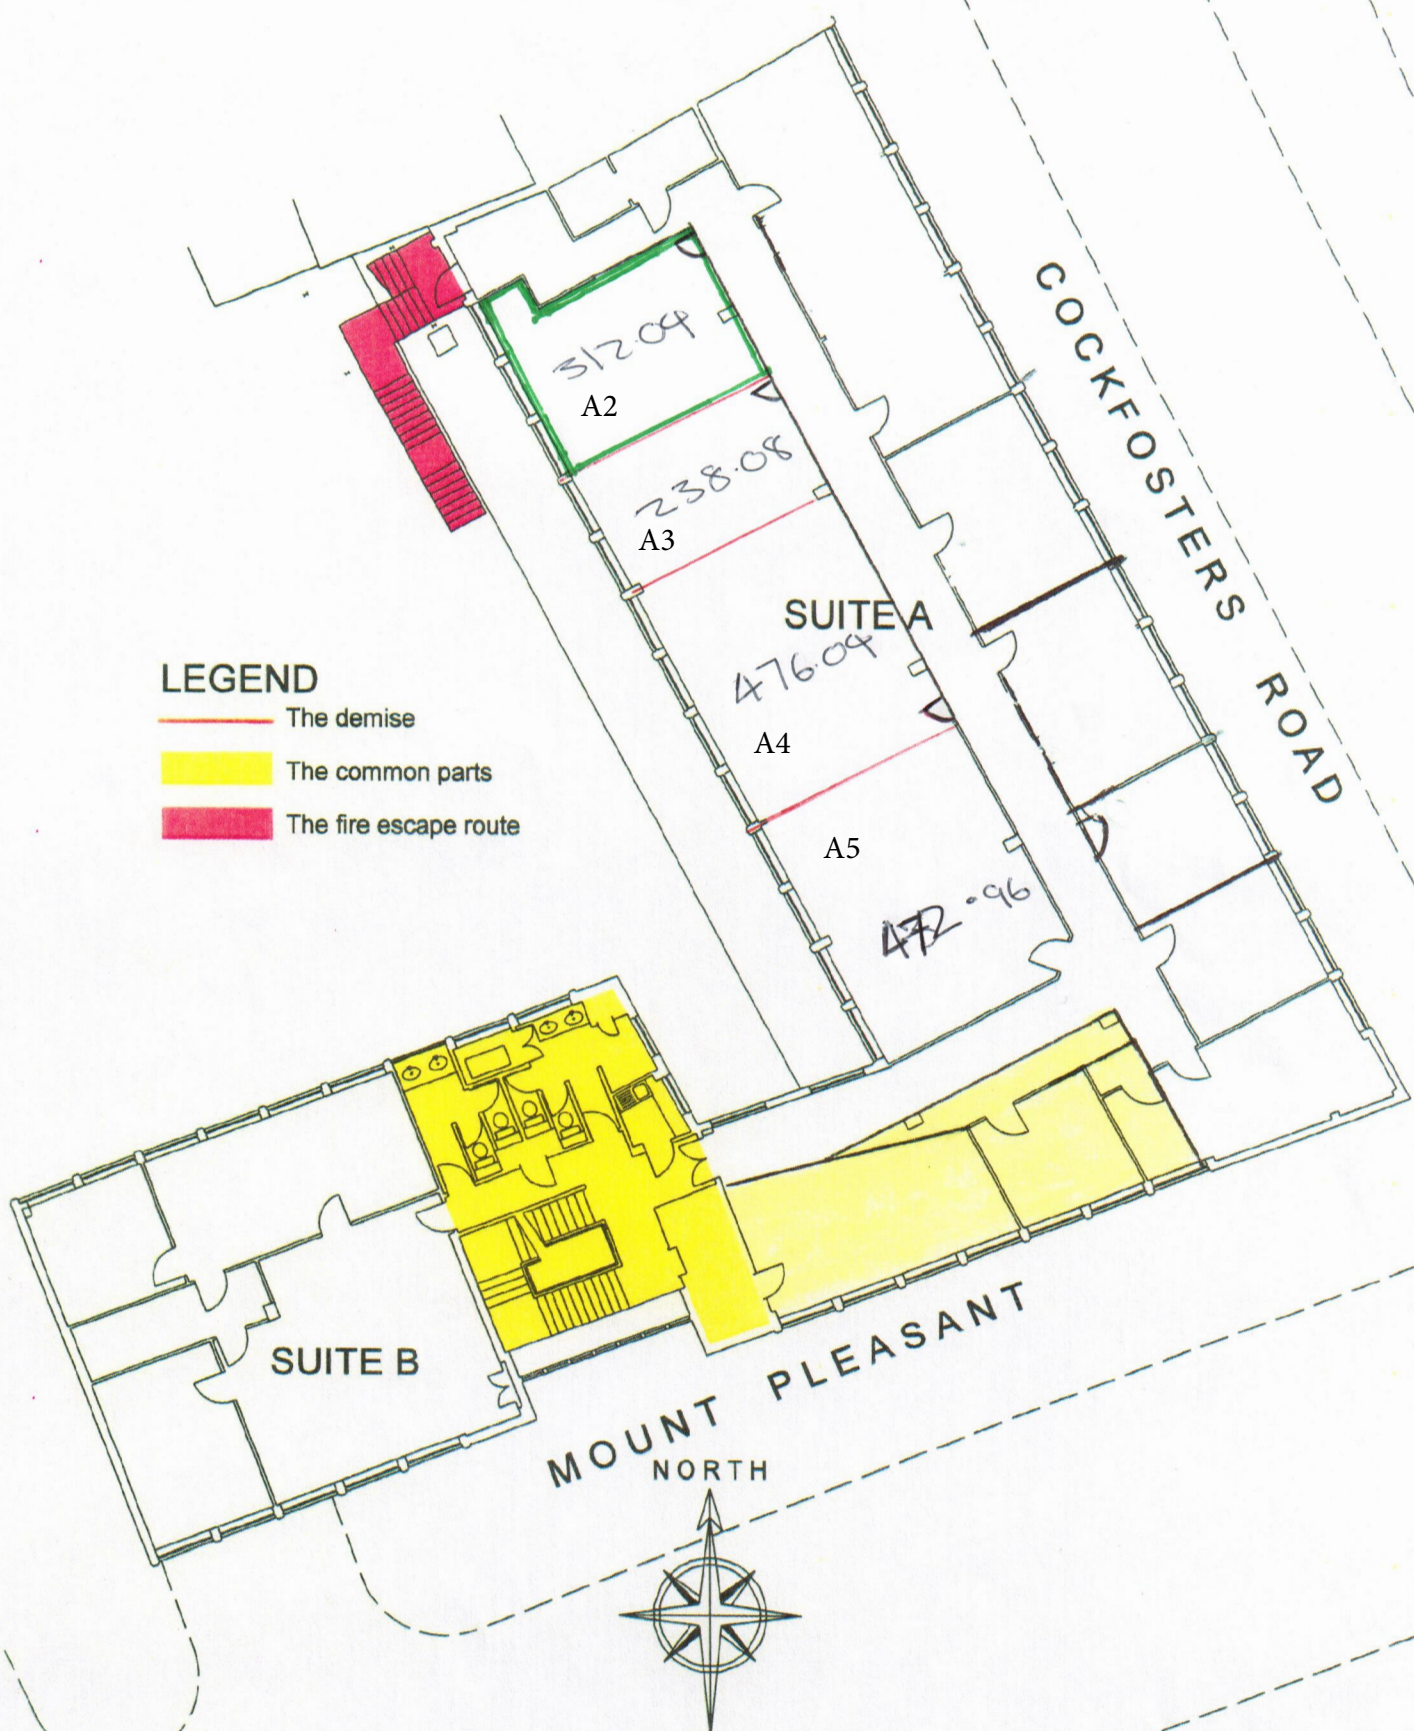 COCKFOSTERS ROAD
312.04
A2
238.08
A3
SUITE A
476.04
A4
A5
472.96
LEGEND
The demise
The common parts
The fire escape route
SUITE B
MOUNT PLEASANT
NORTH